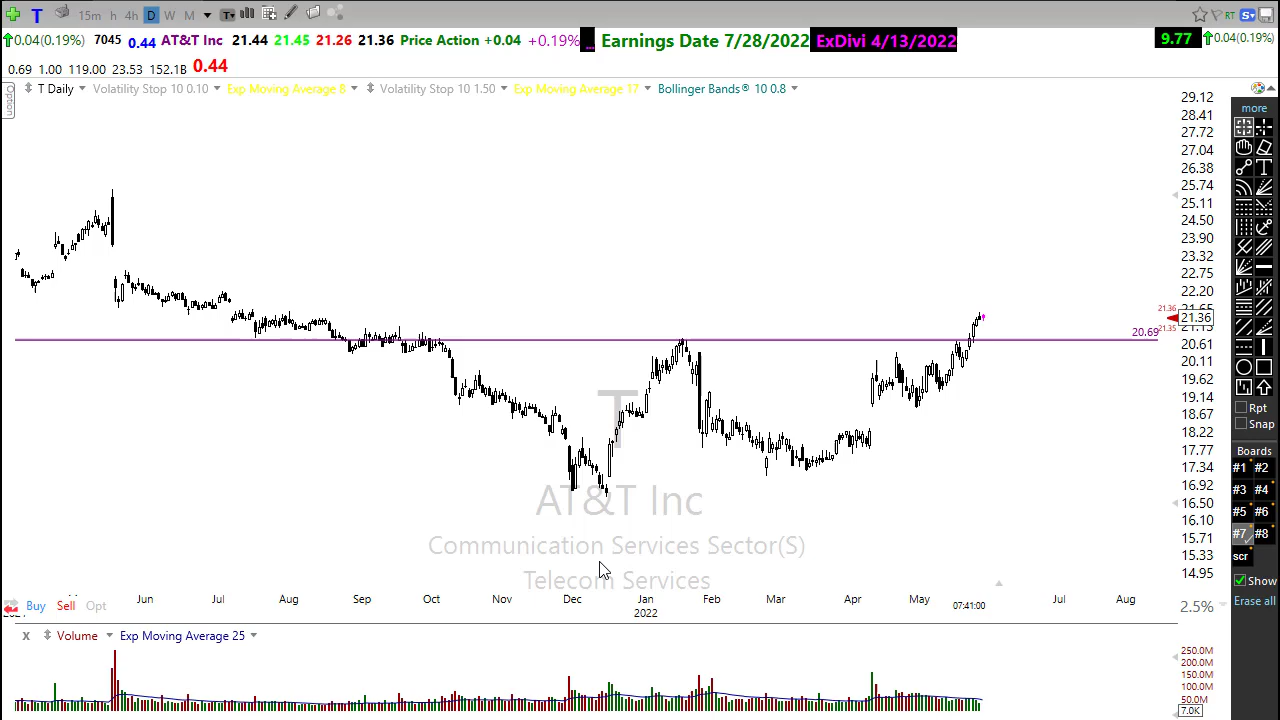 T 15m h 4h D W M T RT S
0.04(0.19%) 7045 0.44 AT&T Inc 21.44 21.45 21.26 21.36 Price Action +0.04 +0.19% ... Earnings Date 7/28/2022 ExDivi 4/13/2022 9.77 0.04(0.19%)
0.69 1.00 119.00 23.53 152.1B 0.44
Option
T Daily Volatility Stop 10 0.10 Exp Moving Average 8 Volatility Stop 10 1.50 Exp Moving Average 17 Bollinger Bands® 10 0.8
29.12
28.41
27.72
27.04
26.38
25.74
25.11
24.50
23.90
23.32
22.75
22.20
21.36
21.36
21.35
20.69
20.61
20.11
19.62
19.14
18.67
18.22
17.77
17.34
16.92
16.50
16.10
15.71
15.33
14.95
T
AT&T Inc
Communication Services Sector(S)
Telecom Services
Jun Jul Aug Sep Oct Nov Dec Jan Feb Mar Apr May 07:41:00 Jul Aug
2022
Buy Sell Opt
2.5%
X Volume Exp Moving Average 25
250.0M
200.0M
150.0M
100.0M
50.0M
7.0K
more
Rpt
Snap
Boards
#1 #2
#3 #4
#5 #6
#7 #8
scr
Show
Erase all